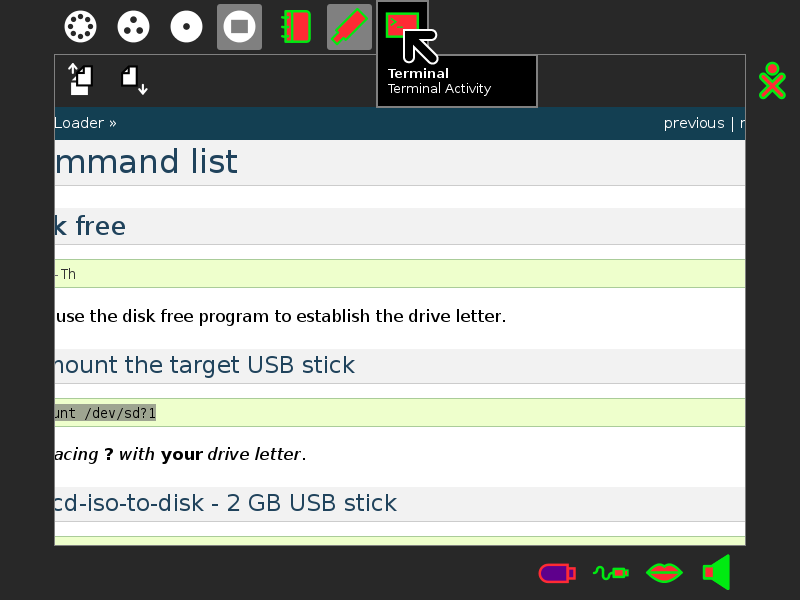 Terminal
Terminal Activity
Loader »
previous | 
mmand list
k free
-Th
use the disk free program to establish the drive letter.
ount the target USB stick
unt /dev/sd?1
acing ? with your drive letter.
cd-iso-to-disk - 2 GB USB stick